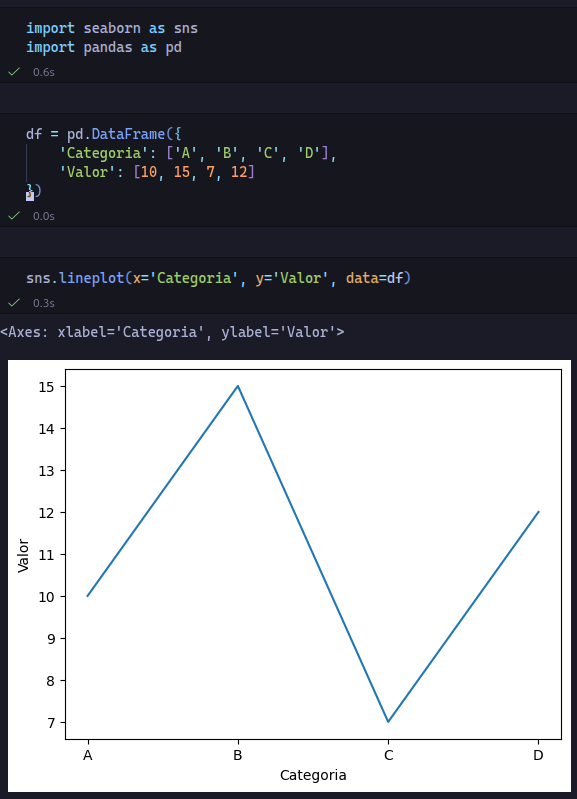 import seaborn as sns
import pandas as pd
0.6s
df = pd.DataFrame({
    'Categoria': ['A', 'B', 'C', 'D'],
    'Valor': [10, 15, 7, 12]
})
0.0s
sns.lineplot(x='Categoria', y='Valor', data=df)
0.3s
<Axes: xlabel='Categoria', ylabel='Valor'>
15
14
13
12
11
10
9
8
7
Valor
A B C D
Categoria